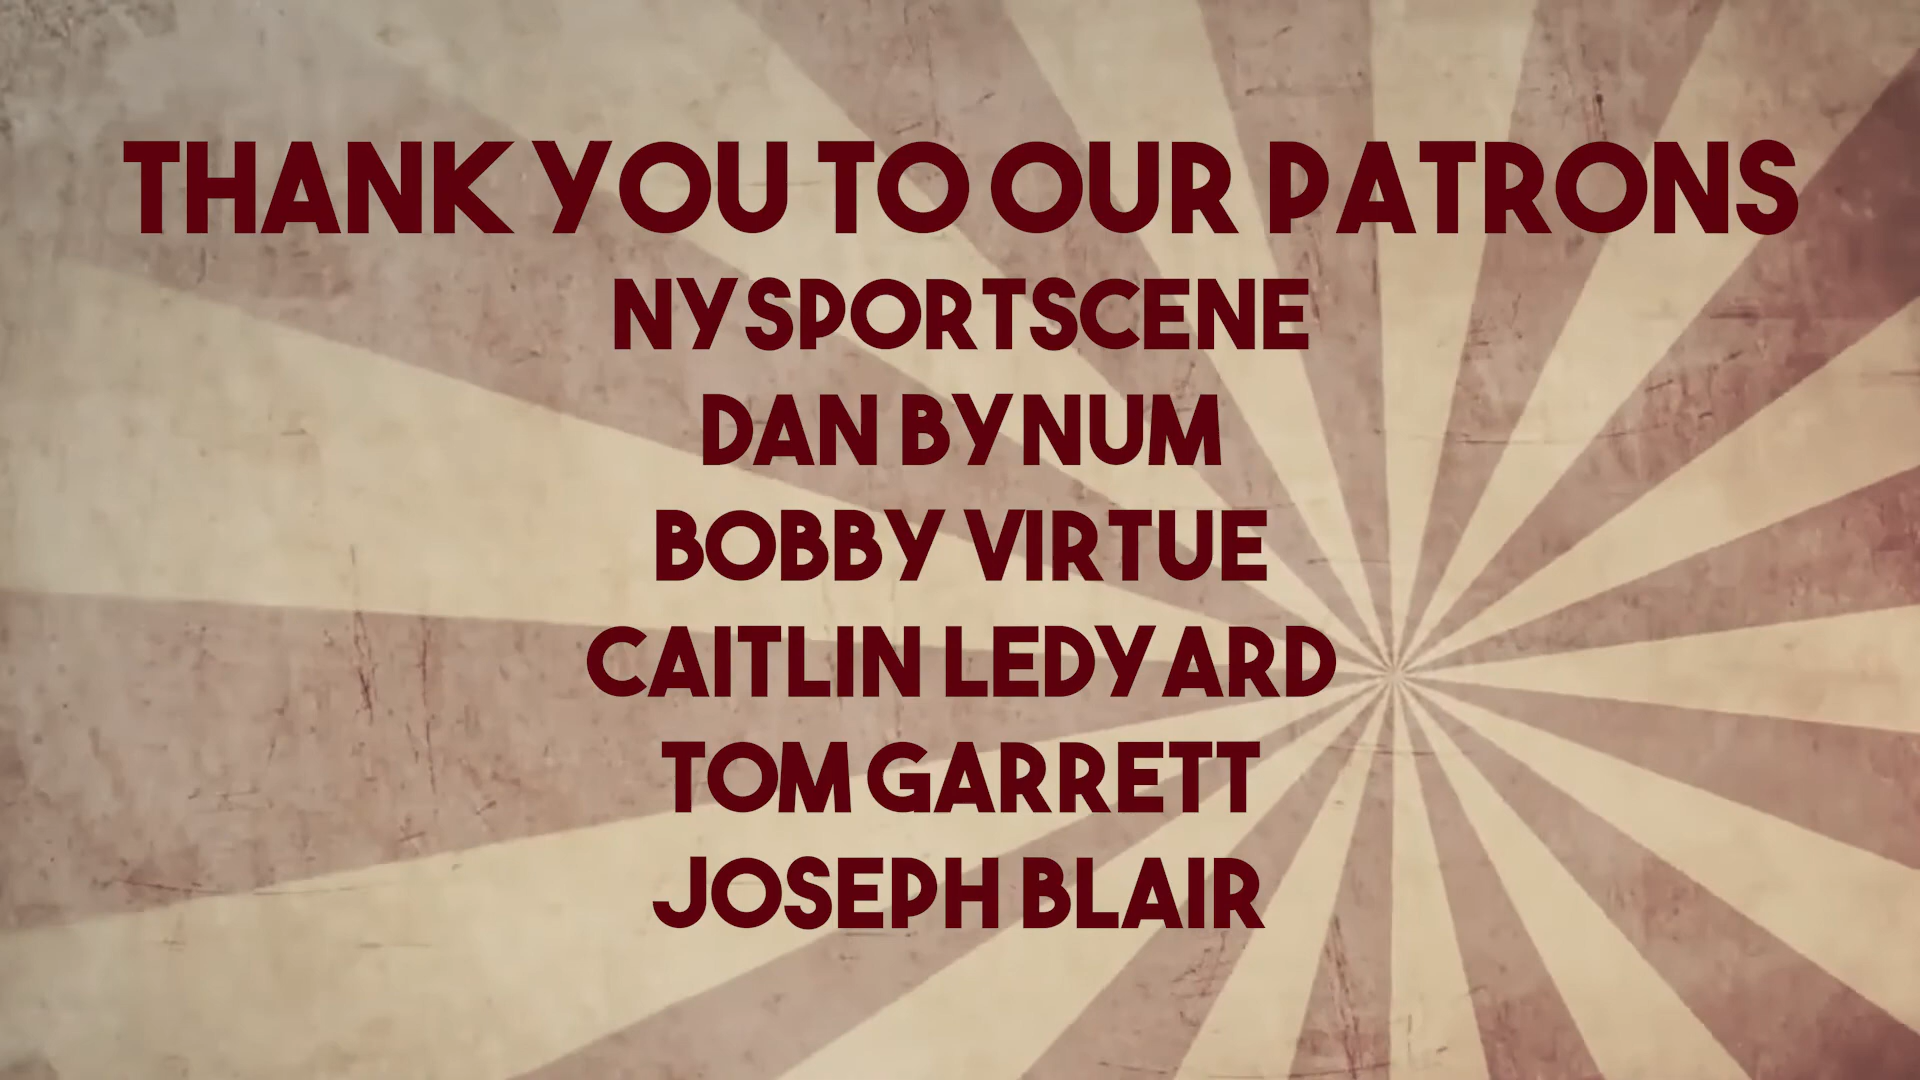 THANK YOU TO OUR PATRONS
NYSPORTSCENE
DAN BYNUM
BOBBY VIRTUE
CAITLIN LEDYARD
TOM GARRETT
JOSEPH BLAIR